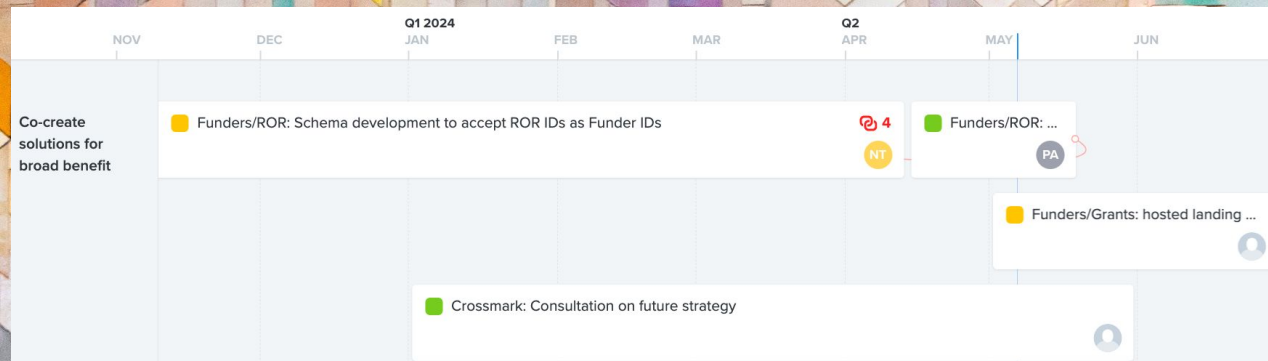 Q1 2024 Q2
NOV DEC JAN FEB MAR APR MAY JUN
Co-create
solutions for
broad benefit
Funders/ROR: Schema development to accept ROR IDs as Funder IDs
4
NT
Funders/ROR: ...
PA
Funders/Grants: hosted landing ...
Crossmark: Consultation on future strategy